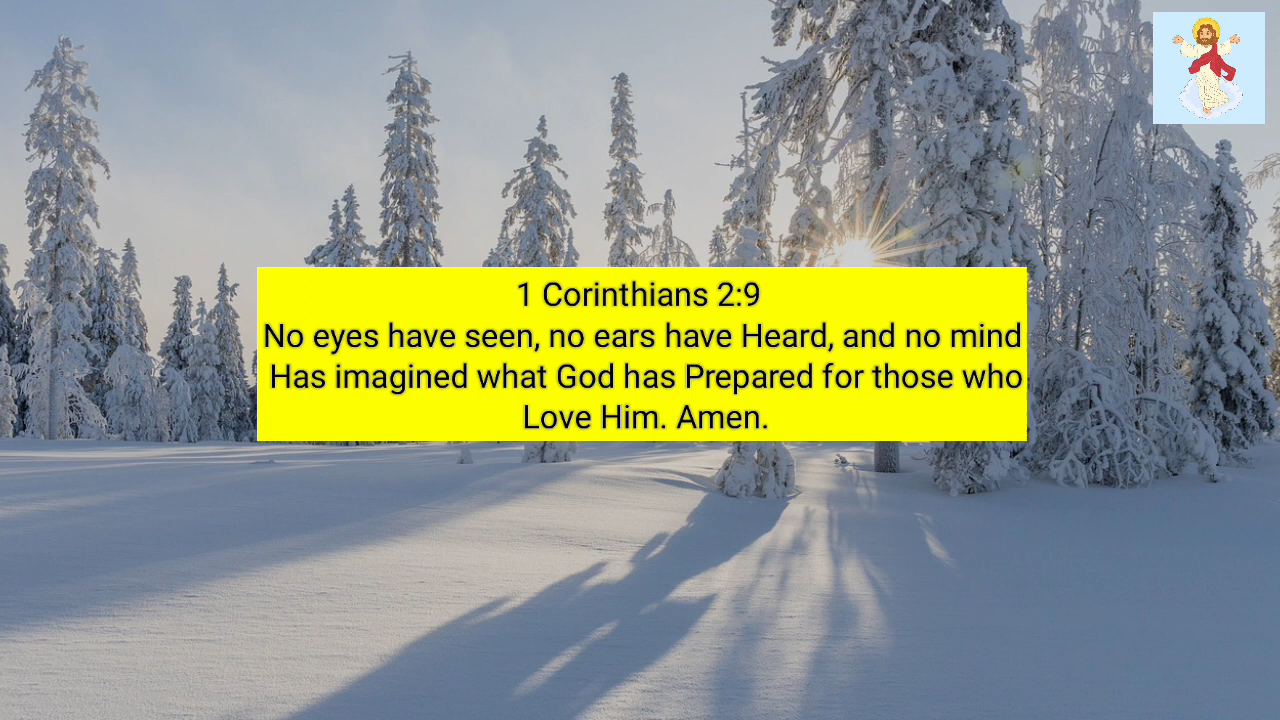 1 Corinthians 2:9
No eyes have seen, no ears have Heard, and no mind
Has imagined what God has Prepared for those who
Love Him. Amen.